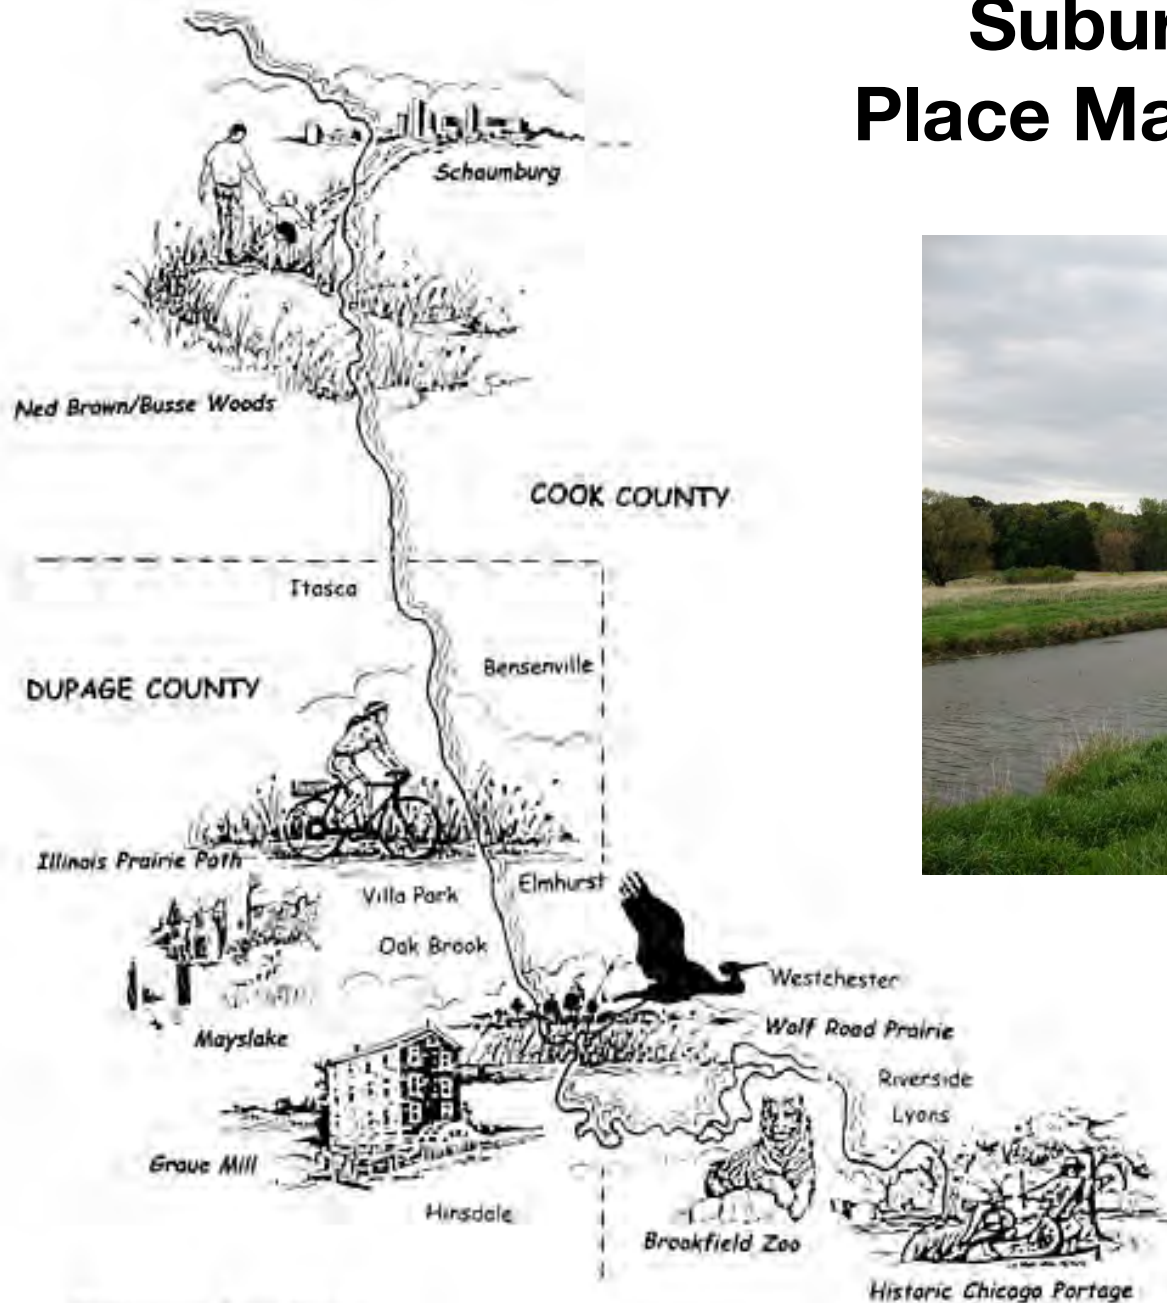 Subur
Place Ma
Schaumburg
Ned Brown/Busse Woods
COOK COUNTY
Itasca
Bensenville
DUPAGE COUNTY
Illinois Prairie Path
Elmhurst
Villa Park
Oak Brook
Westchester
Wolf Road Prairie
Mayslake
Riverside
Lyons
Graue Mill
Hinsdale
Brookfield Zoo
Historic Chicago Portage